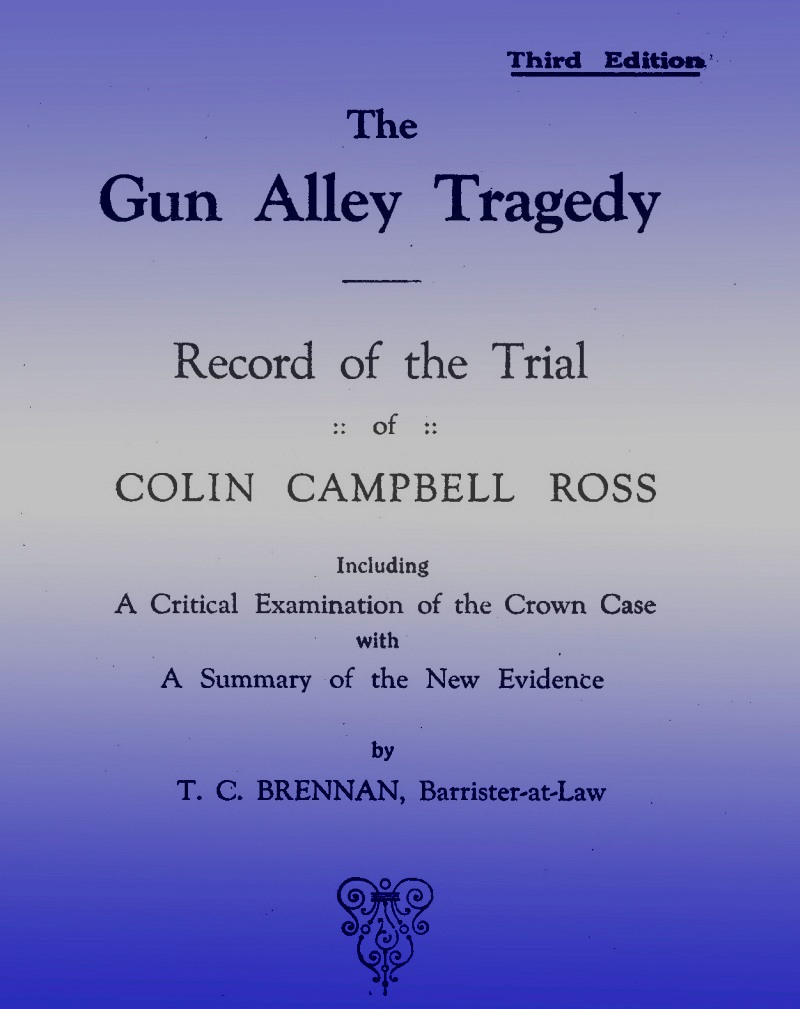 Third Edition
The
Gun Alley Tragedy
Record of the Trial
:: of ::
COLIN CAMPBELL ROSS
Including
A Critical Examination of the Crown Case
with
A Summary of the New Evidence
by
T. C. BRENNAN, Barrister-at-Law